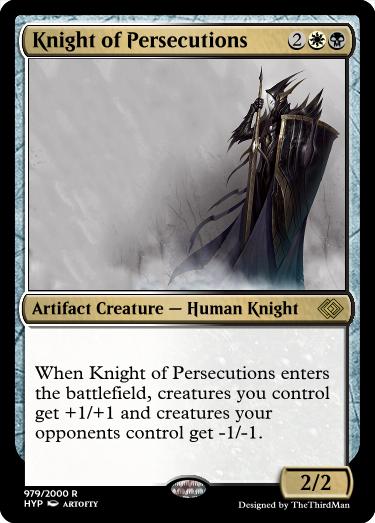 Knight of Persecutions 2
Artifact Creature — Human Knight
When Knight of Persecutions enters
the battlefield, creatures you control
get +1/+1 and creatures your
opponents control get -1/-1.
2/2
979/2000 R
HYP ARTOFTY
Designed by TheThirdMan